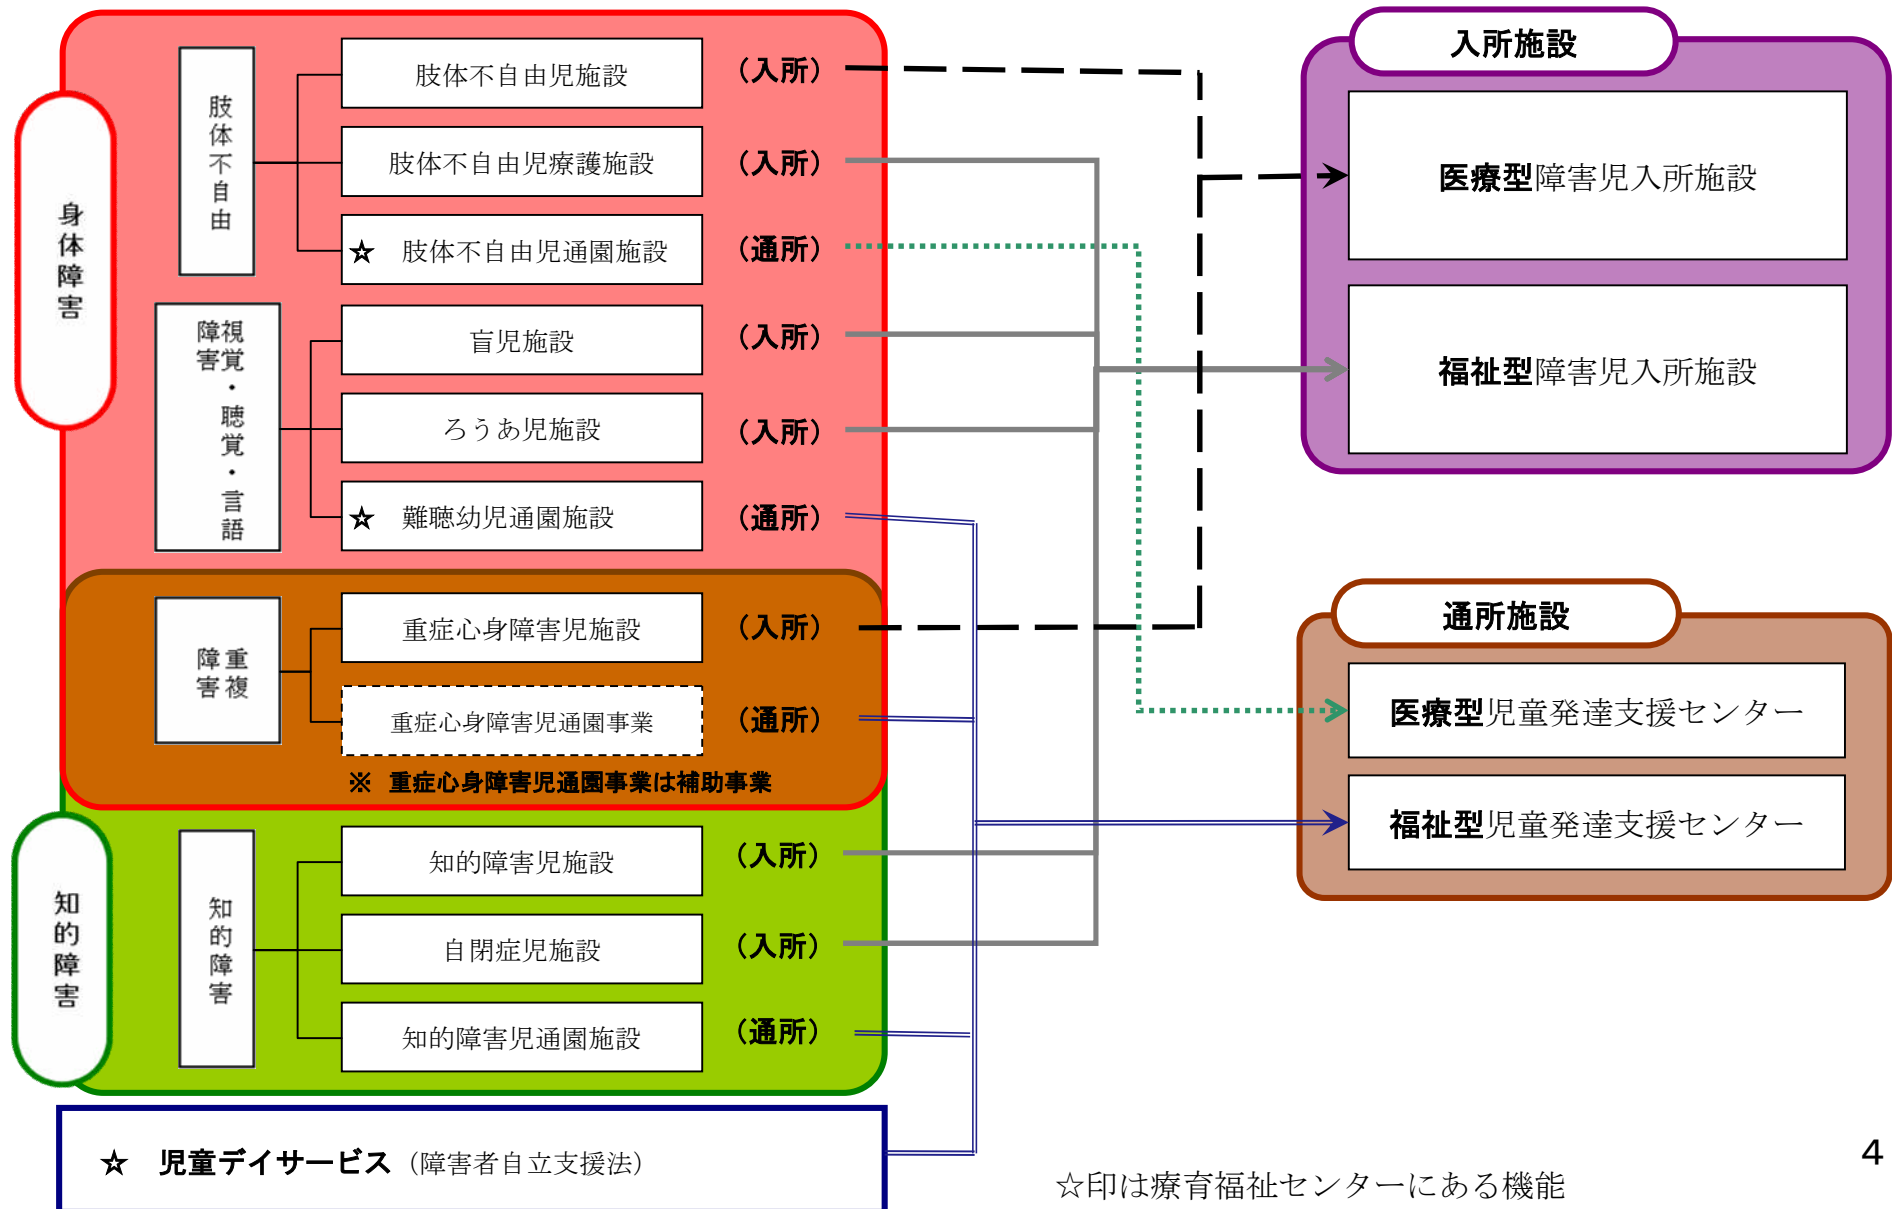 身体障害
肢体不自由
肢体不自由児施設 （入所）
肢体不自由児療護施設 （入所）
☆ 肢体不自由児通園施設 （通所）
視覚・聴覚・言語
障害
盲児施設 （入所）
ろうあ児施設 （入所）
☆ 難聴幼児通園施設 （通所）
重複
障害
重症心身障害児施設 （入所）
重症心身障害児通園事業 （通所）
※ 重症心身障害児通園事業は補助事業
知的障害
知的障害
知的障害児施設 （入所）
自閉症児施設 （入所）
知的障害児通園施設 （通所）
☆ 児童デイサービス（障害者自立支援法）
入所施設
医療型障害児入所施設
福祉型障害児入所施設
通所施設
医療型児童発達支援センター
福祉型児童発達支援センター
☆印は療育福祉センターにある機能
4